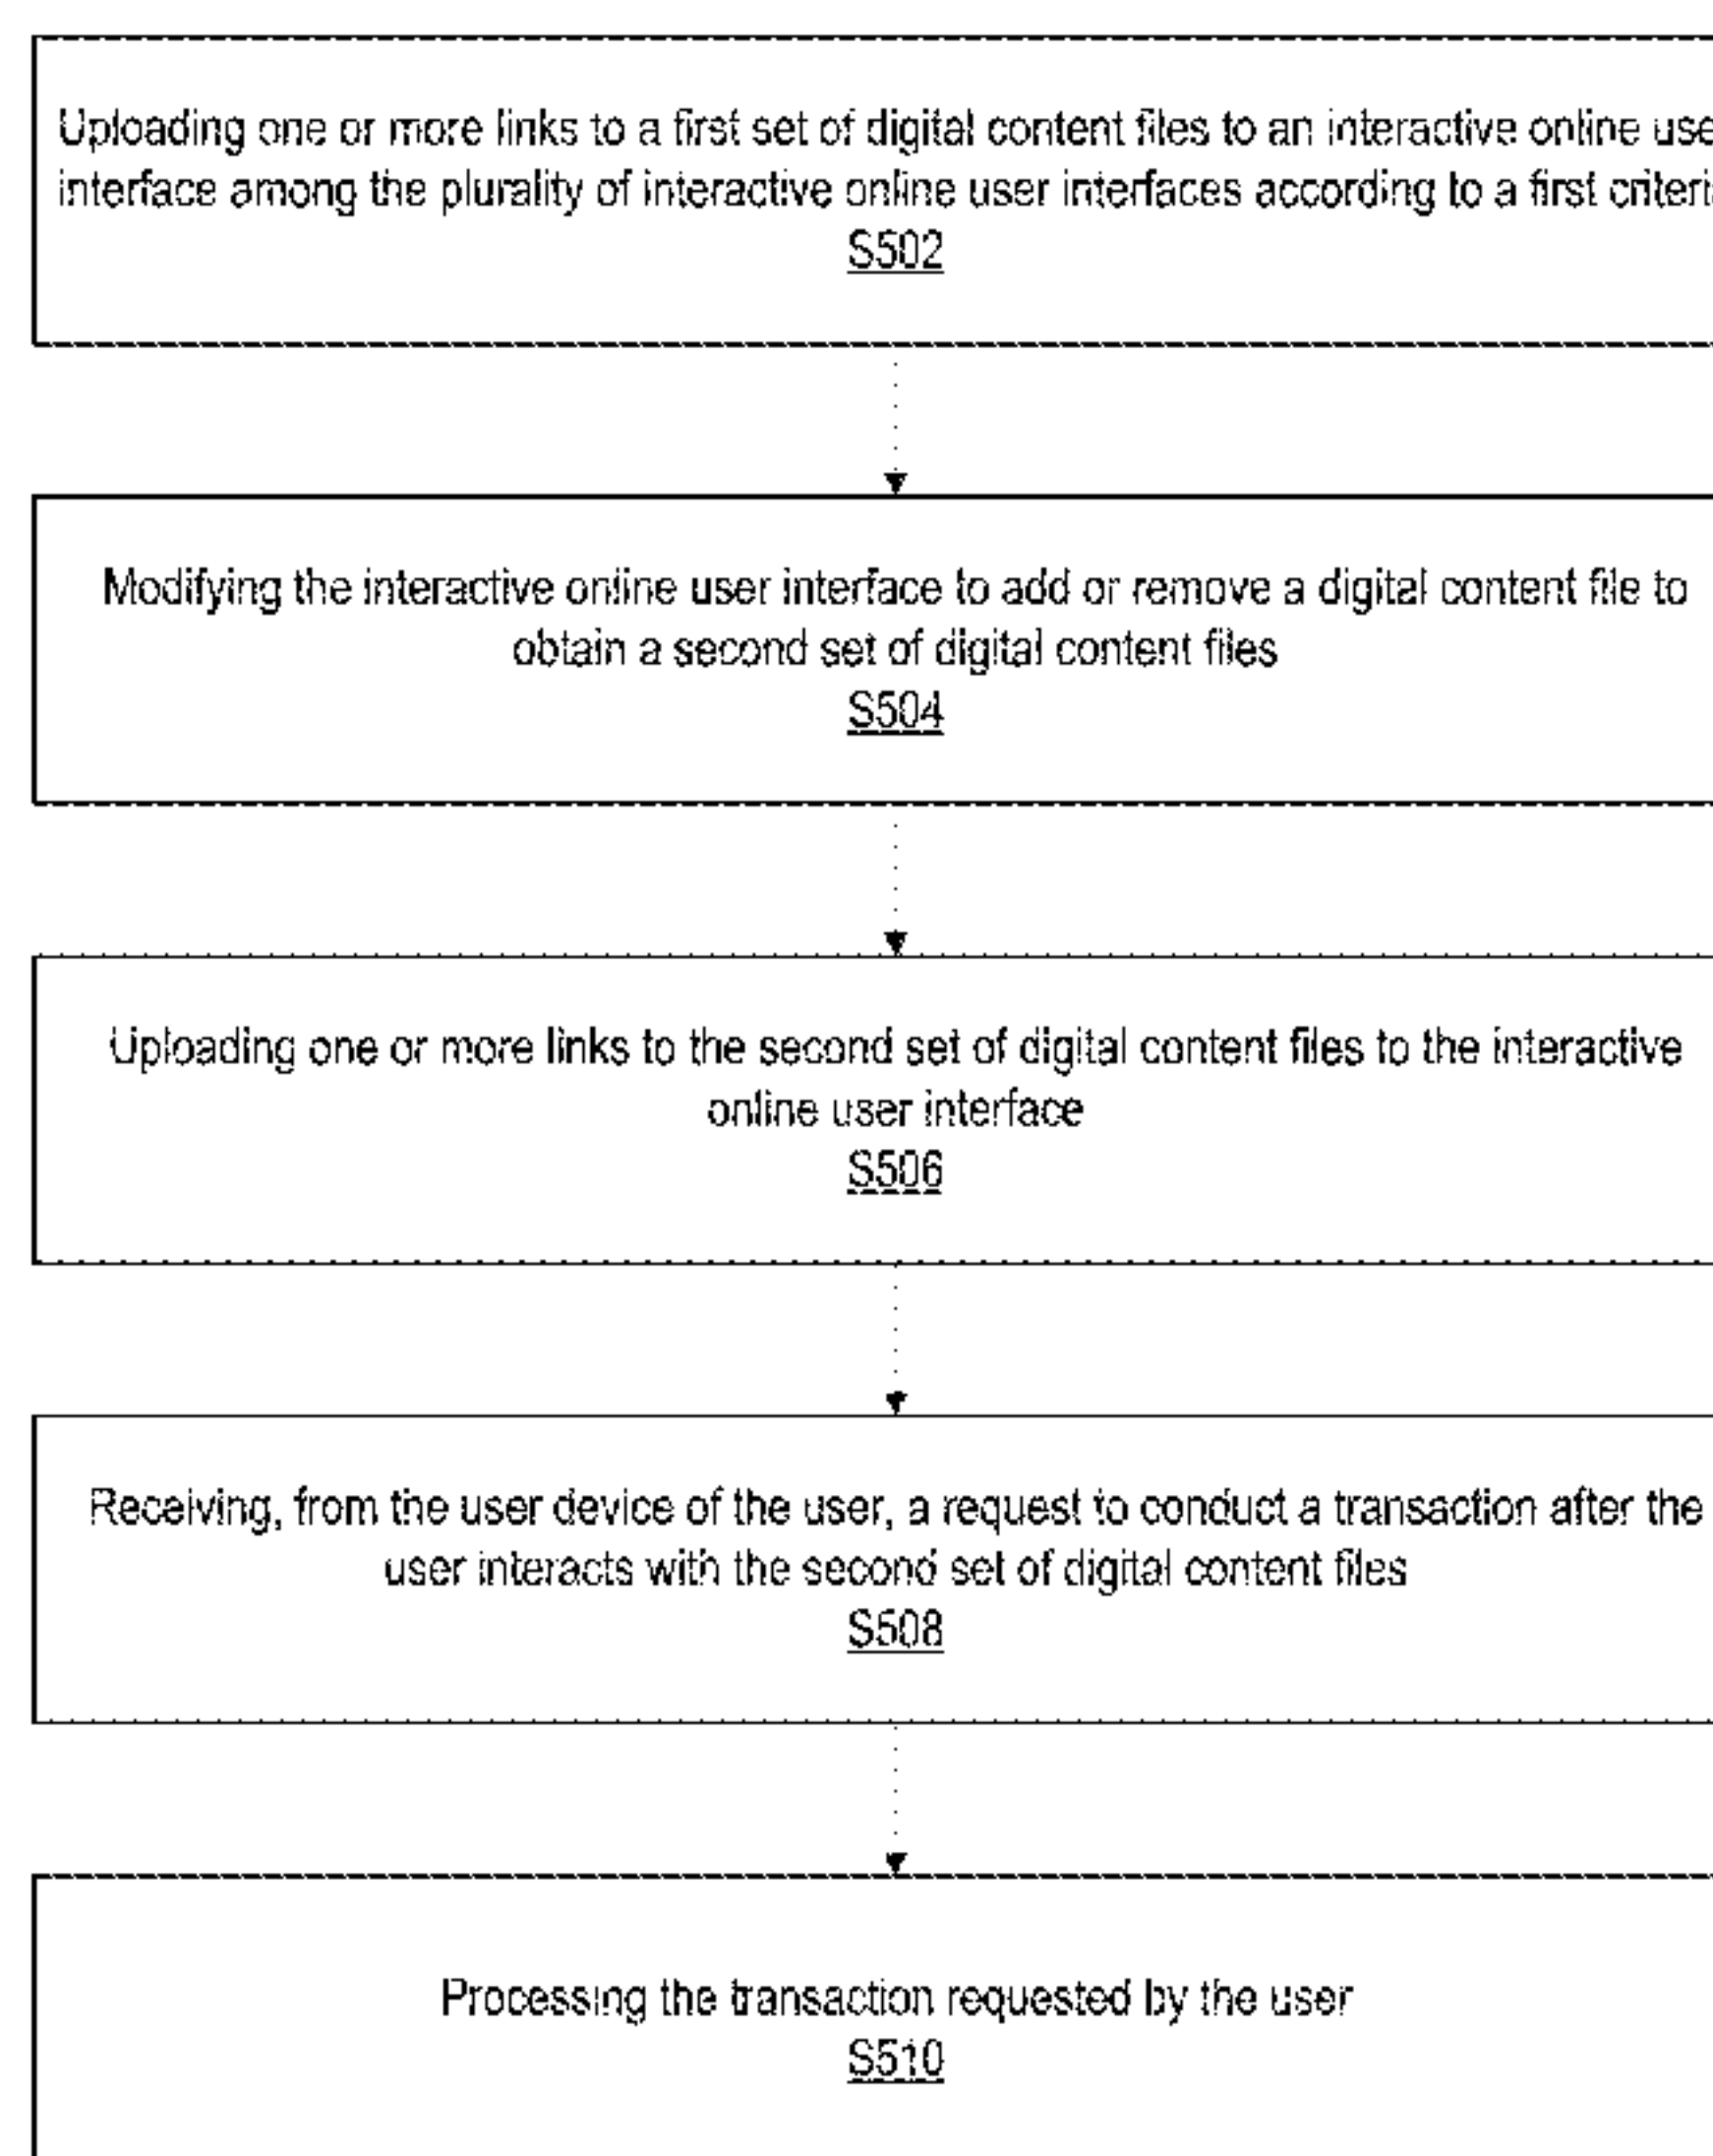 Uploading one or more links to a first set of digital content files to an interactive online use
interface among the plurality of interactive online user interfaces according to a first criteri
S502
Modifying the interactive online user interface to add or remove a digital content file to
obtain a second set of digital content files
S504
Uploading one or more links to the second set of digital content files to the interactive
online user interface
S506
Receiving, from the user device of the user, a request to conduct a transaction after the
user interacts with the second set of digital content files
S508
Processing the transaction requested by the user
S510